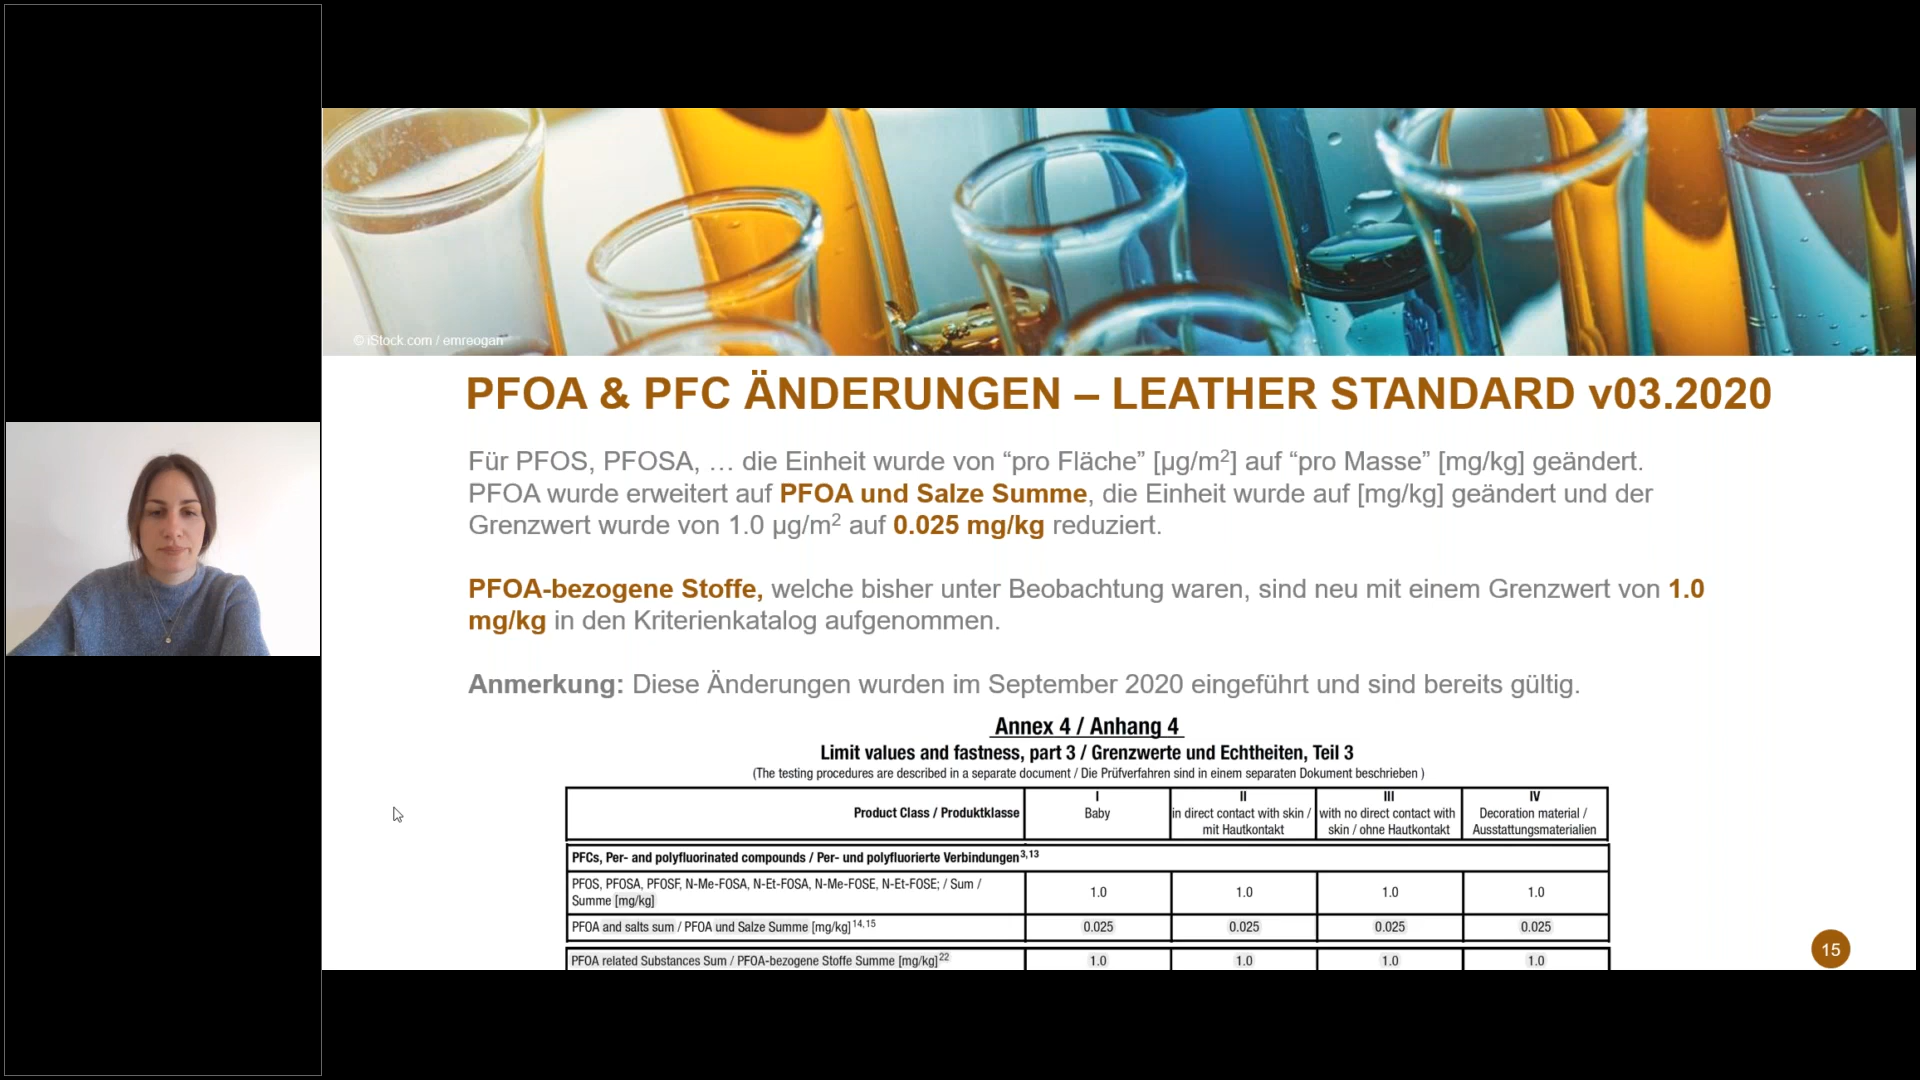 © iStock.com / emreogan
PFOA & PFC ÄNDERUNGEN – LEATHER STANDARD v03.2020
Für PFOS, PFOSA, … die Einheit wurde von “pro Fläche” [µg/m²] auf “pro Masse” [mg/kg] geändert.
PFOA wurde erweitert auf PFOA und Salze Summe, die Einheit wurde auf [mg/kg] geändert und der
Grenzwert wurde von 1.0 µg/m² auf 0.025 mg/kg reduziert.
PFOA-bezogene Stoffe, welche bisher unter Beobachtung waren, sind neu mit einem Grenzwert von 1.0
mg/kg in den Kriterienkatalog aufgenommen.
Anmerkung: Diese Änderungen wurden im September 2020 eingeführt und sind bereits gültig.
Annex 4 / Anhang 4
Limit values and fastness, part 3 / Grenzwerte und Echtheiten, Teil 3
(The testing procedures are described in a separate document / Die Prüfverfahren sind in einem separaten Dokument beschrieben )
Product Class / Produktklasse
I
Baby
II
in direct contact with skin /
mit Hautkontakt
III
with no direct contact with
skin / ohne Hautkontakt
IV
Decoration material /
Ausstattungsmaterialien
PFCs, Per- and polyfluorinated compounds / Per- und polyfluorierte Verbindungen3,13
PFOS, PFOSA, PFOSF, N-Me-FOSA, N-Et-FOSA, N-Me-FOSE, N-Et-FOSE; / Sum /
Summe [mg/kg]
1.0 1.0 1.0 1.0
PFOA and salts sum / PFOA und Salze Summe [mg/kg]14,15 0.025 0.025 0.025 0.025
PFOA related Substances Sum / PFOA-bezogene Stoffe Summe [mg/kg]22 1.0 1.0 1.0 1.0
15